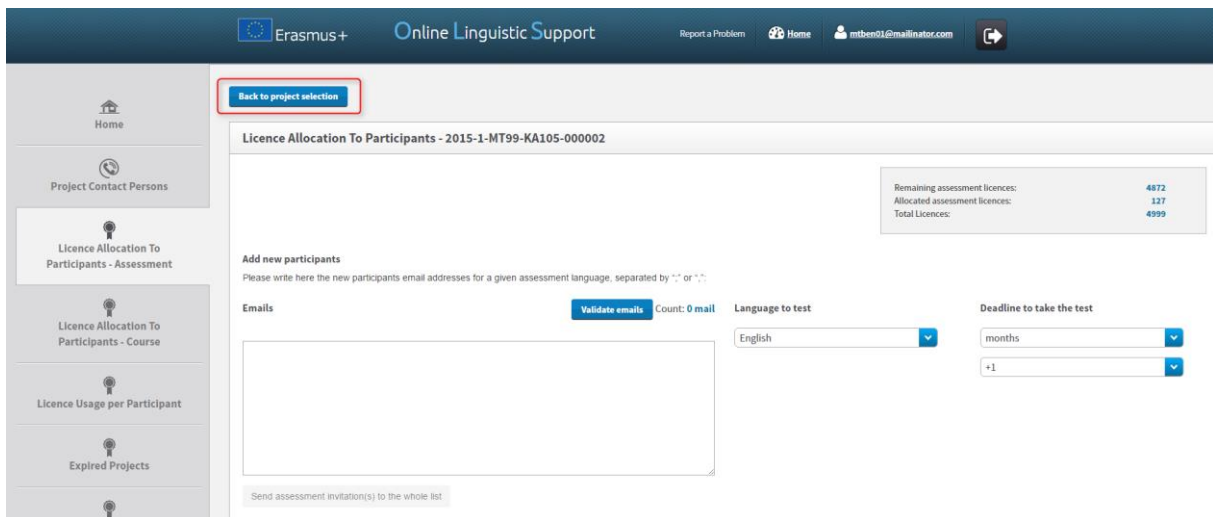 Erasmus+
Online Linguistic Support
Report a Problem
Home
mtben01@mailinator.com
Home
Project Contact Persons
Licence Allocation To
Participants - Assessment
Licence Allocation To
Participants - Course
Licence Usage per Participant
Expired Projects
Back to project selection
Licence Allocation To Participants - 2015-1-MT99-KA105-000002
Remaining assessment licences: 4872
Allocated assessment licences: 127
Total Licences: 4999
Add new participants
Please write here the new participants email addresses for a given assessment language, separated by ";" or ",":
Emails
Validate emails Count: 0 mail
Language to test
English
Deadline to take the test
months
+1
Send assessment invitation(s) to the whole list